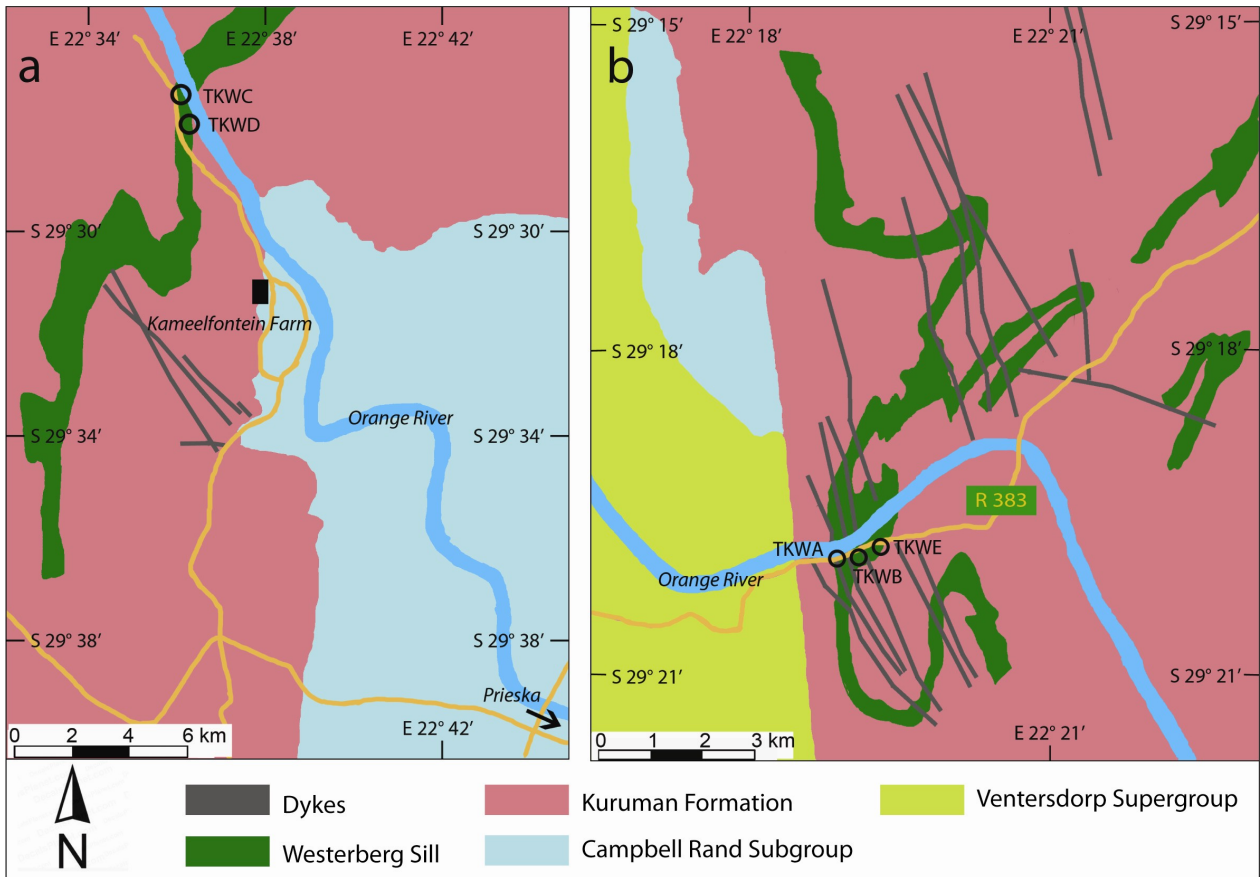 a
E 22° 34′
E 22° 38′
E 22° 42′
TKWC
TKWD
S 29° 30′
S 29° 30′
Kameelfontein Farm
Orange River
S 29° 34′
S 29° 34′
S 29° 38′
S 29° 38′
Prieska
E 22° 42′
0 2 4 6 km
b
S 29° 15′
E 22° 18′
E 22° 21′
S 29° 15′
S 29° 18′
S 29° 18′
R 383
TKWA
TKWE
TKWB
Orange River
S 29° 21′
S 29° 21′
E 22° 21′
0 1 2 3 km
N
Dykes
Westerberg Sill
Kuruman Formation
Campbell Rand Subgroup
Ventersdorp Supergroup